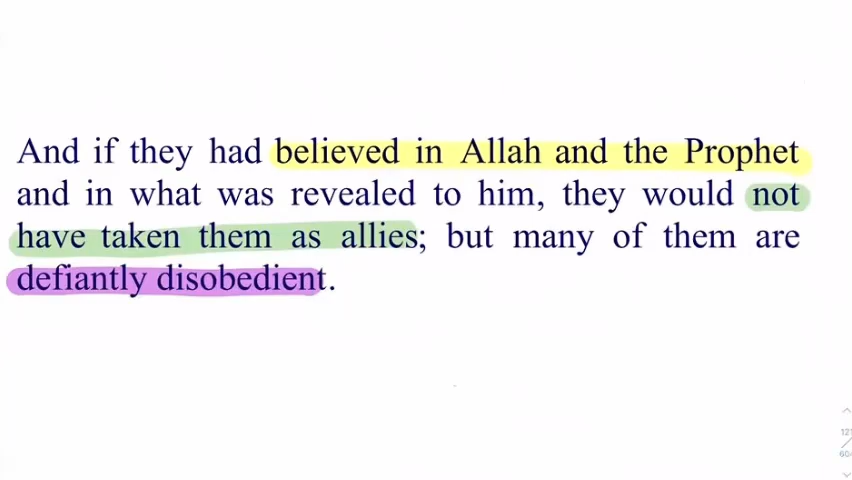 And if they had believed in Allah and the Prophet
and in what was revealed to him, they would not
have taken them as allies; but many of them are
defiantly disobedient.